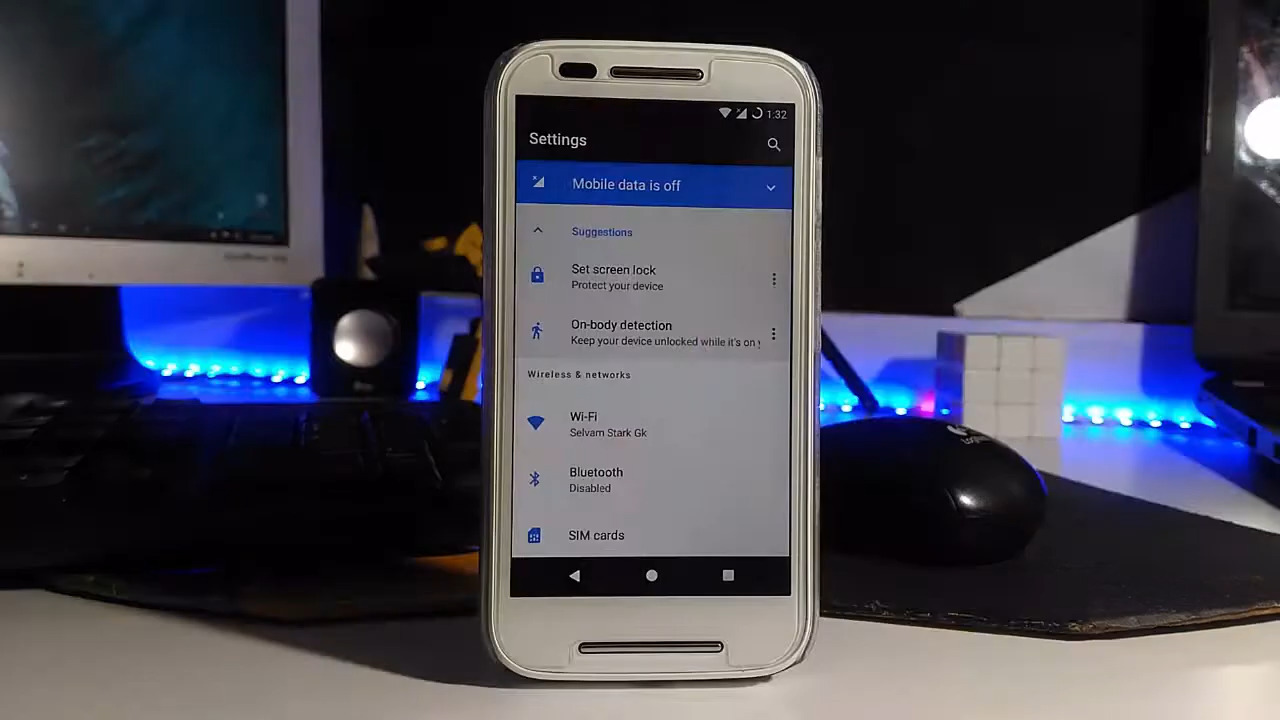 1:32
Settings
Mobile data is off
Suggestions
Set screen lock
Protect your device
On-body detection
Keep your device unlocked while it's on
Wireless & networks
Wi-Fi
Selvam Stark Gk
Bluetooth
Disabled
SIM cards